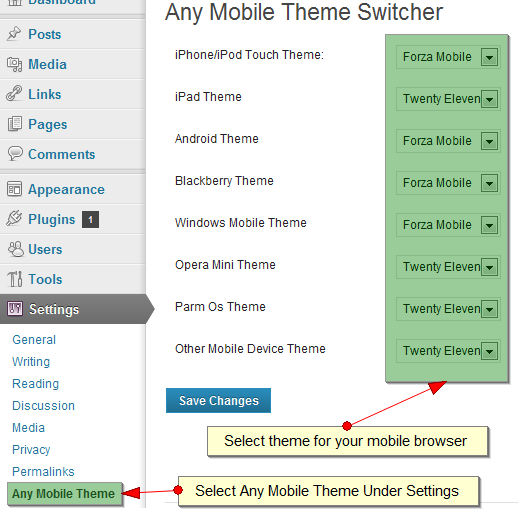 Dashboard
Posts
Media
Links
Pages
Comments
Appearance
Plugins 1
Users
Tools
Settings
General
Writing
Reading
Discussion
Media
Privacy
Permalinks
Any Mobile Theme
Any Mobile Theme Switcher
iPhone/iPod Touch Theme: Forza Mobile
iPad Theme Twenty Eleven
Android Theme Forza Mobile
Blackberry Theme Forza Mobile
Windows Mobile Theme Forza Mobile
Opera Mini Theme Twenty Eleven
Parm Os Theme Twenty Eleven
Other Mobile Device Theme Twenty Eleven
Save Changes
Select theme for your mobile browser
Select Any Mobile Theme Under Settings